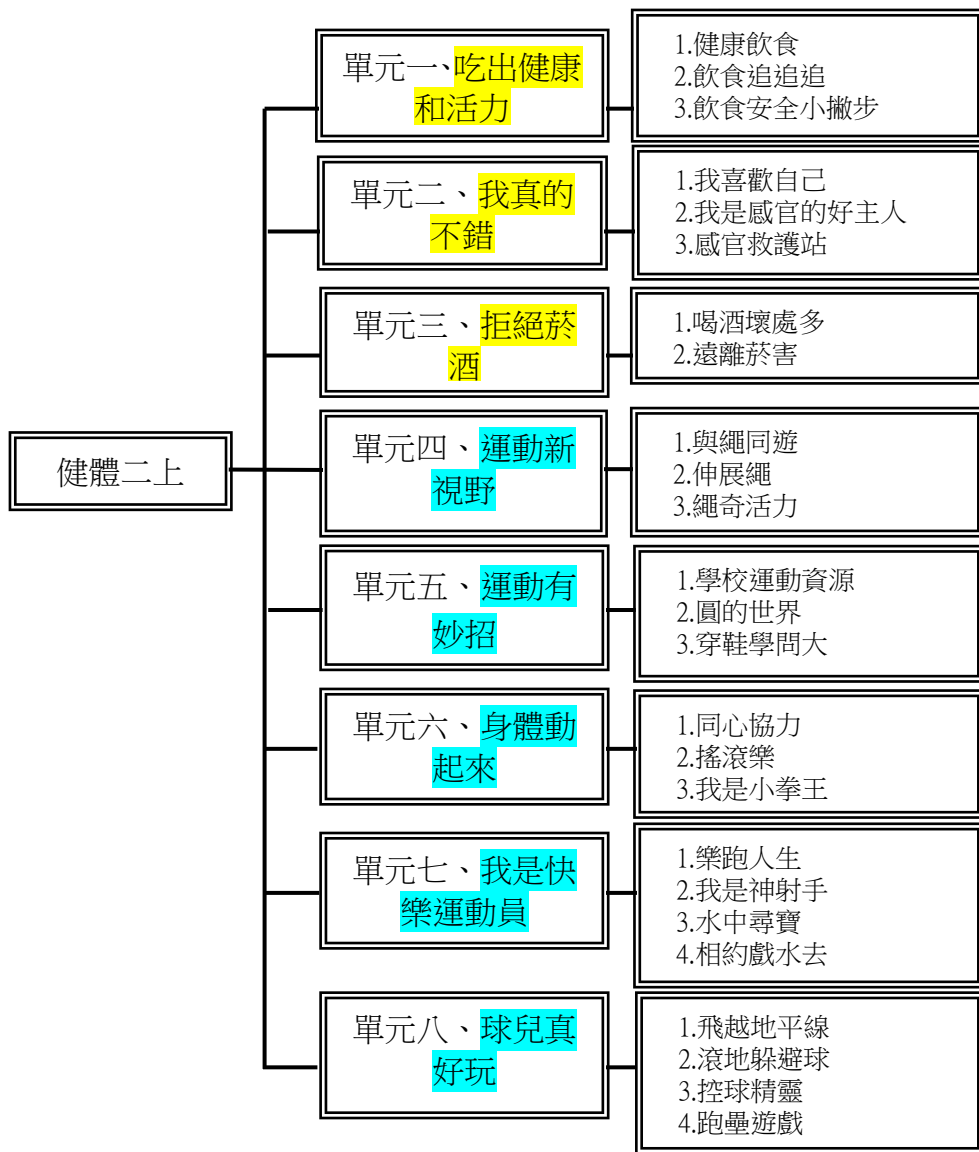 健體二上
單元一、吃出健康
和活力
1.健康飲食
2.飲食追追追
3.飲食安全小撇步
單元二、我真的
不錯
1.我喜歡自己
2.我是感官的好主人
3.感官救護站
單元三、拒絕菸
酒
1.喝酒壞處多
2.遠離菸害
單元四、運動新
視野
1.與繩同遊
2.伸展繩
3.繩奇活力
單元五、運動有
妙招
1.學校運動資源
2.圓的世界
3.穿鞋學問大
單元六、身體動
起來
1.同心協力
2.搖滾樂
3.我是小拳王
單元七、我是快
樂運動員
1.樂跑人生
2.我是神射手
3.水中尋寶
4.相約戲水去
單元八、球兒真
好玩
1.飛越地平線
2.滾地躲避球
3.控球精靈
4.跑壘遊戲